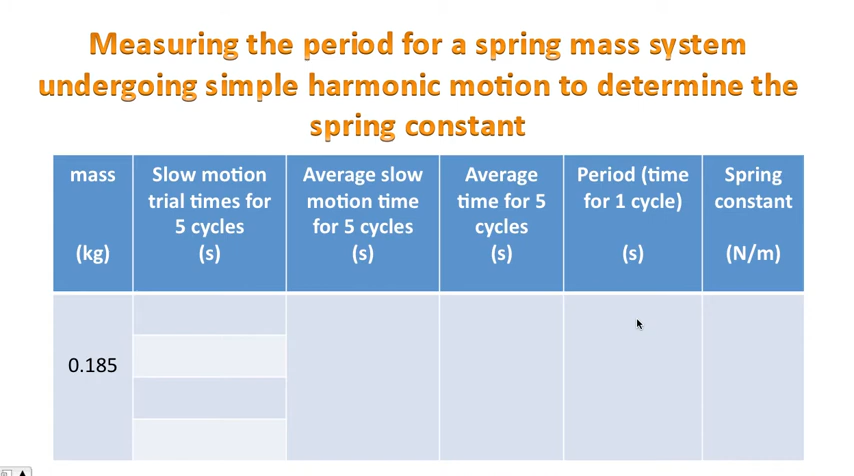 Measuring the period for a spring mass system
undergoing simple harmonic motion to determine the
spring constant
mass
(kg)
Slow motion
trial times for
5 cycles
(s)
Average slow
motion time
for 5 cycles
(s)
Average
time for 5
cycles
(s)
Period (time
for 1 cycle)
(s)
Spring
constant
(N/m)
0.185